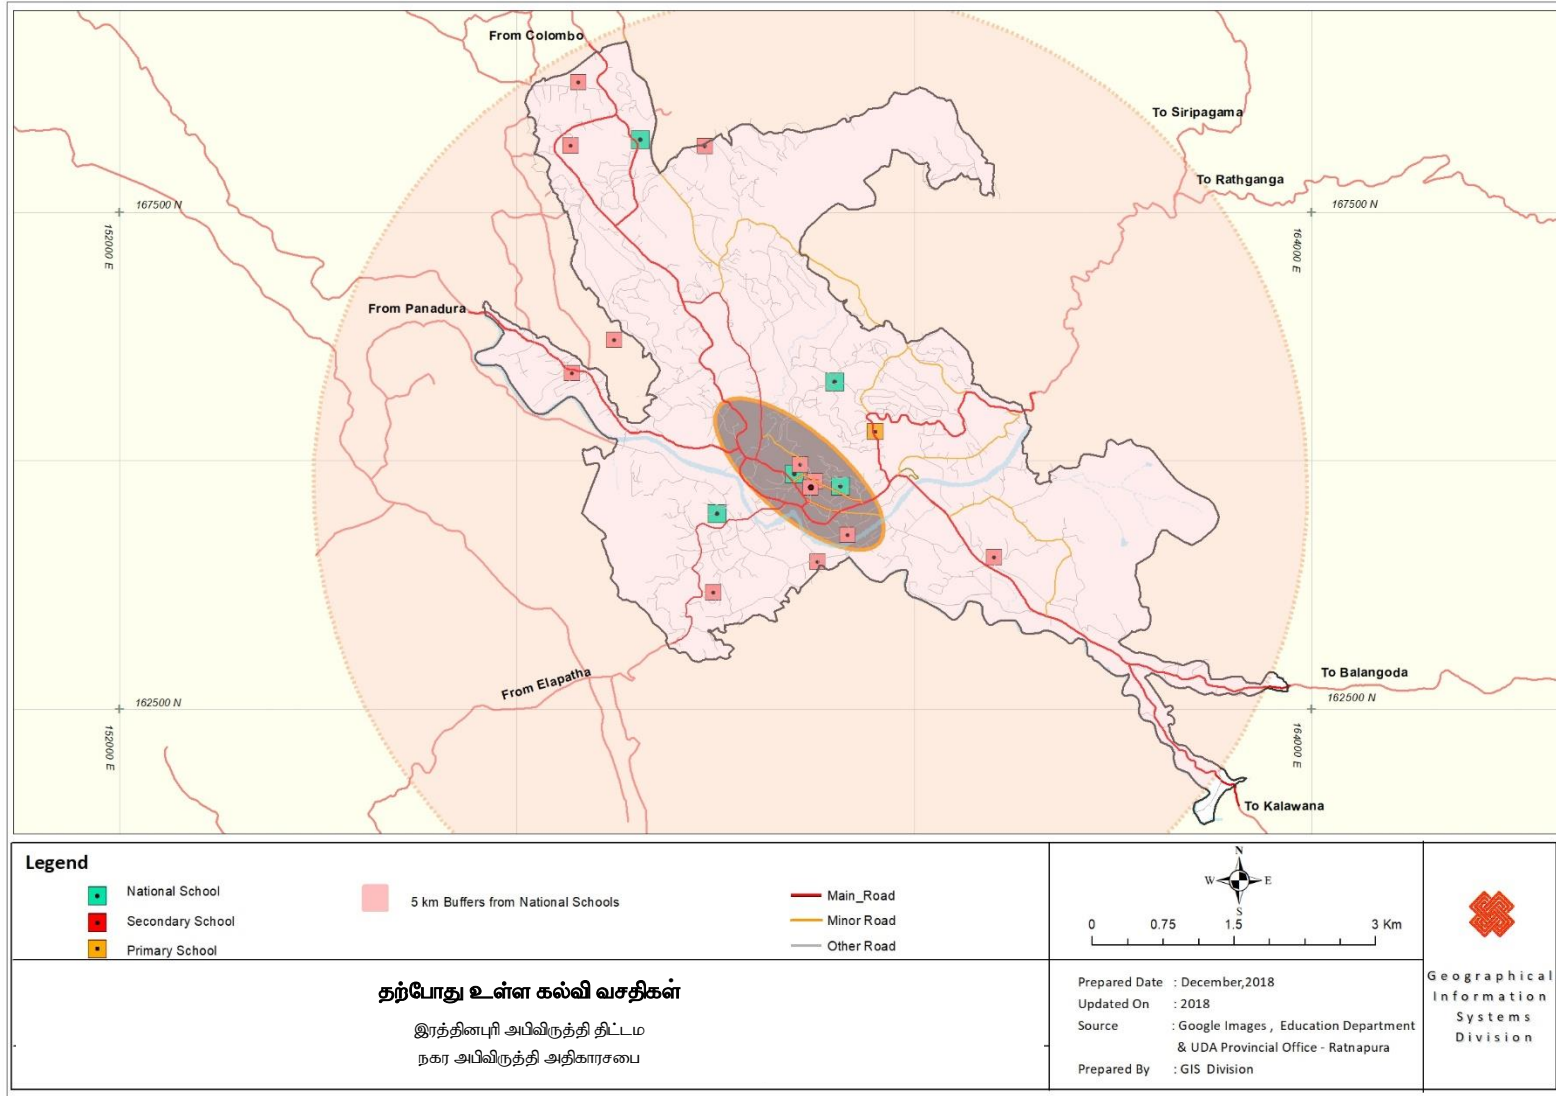 From Colombo
To Siripagama
To Rathganga
167500 N
167500 N
152000 E
164000 E
From Panadura
From Elapatha
To Balangoda
162500 N
162500 N
152000 E
164000 E
To Kalawana
Legend
National School
Secondary School
Primary School
5 km Buffers from National Schools
Main_Road
Minor Road
Other Road
தற்போது உள்ள கல்வி வசதிகள்
இரத்தினபுரி அபிவிருத்தி திட்டம
நகர அபிவிருத்தி அதிகாரசபை
N
W E
S
0 0.75 1.5 3 Km
Prepared Date : December,2018
Updated On : 2018
Source : Google Images , Education Department
& UDA Provincial Office - Ratnapura
Prepared By : GIS Division
Geographical
Information
Systems
Division